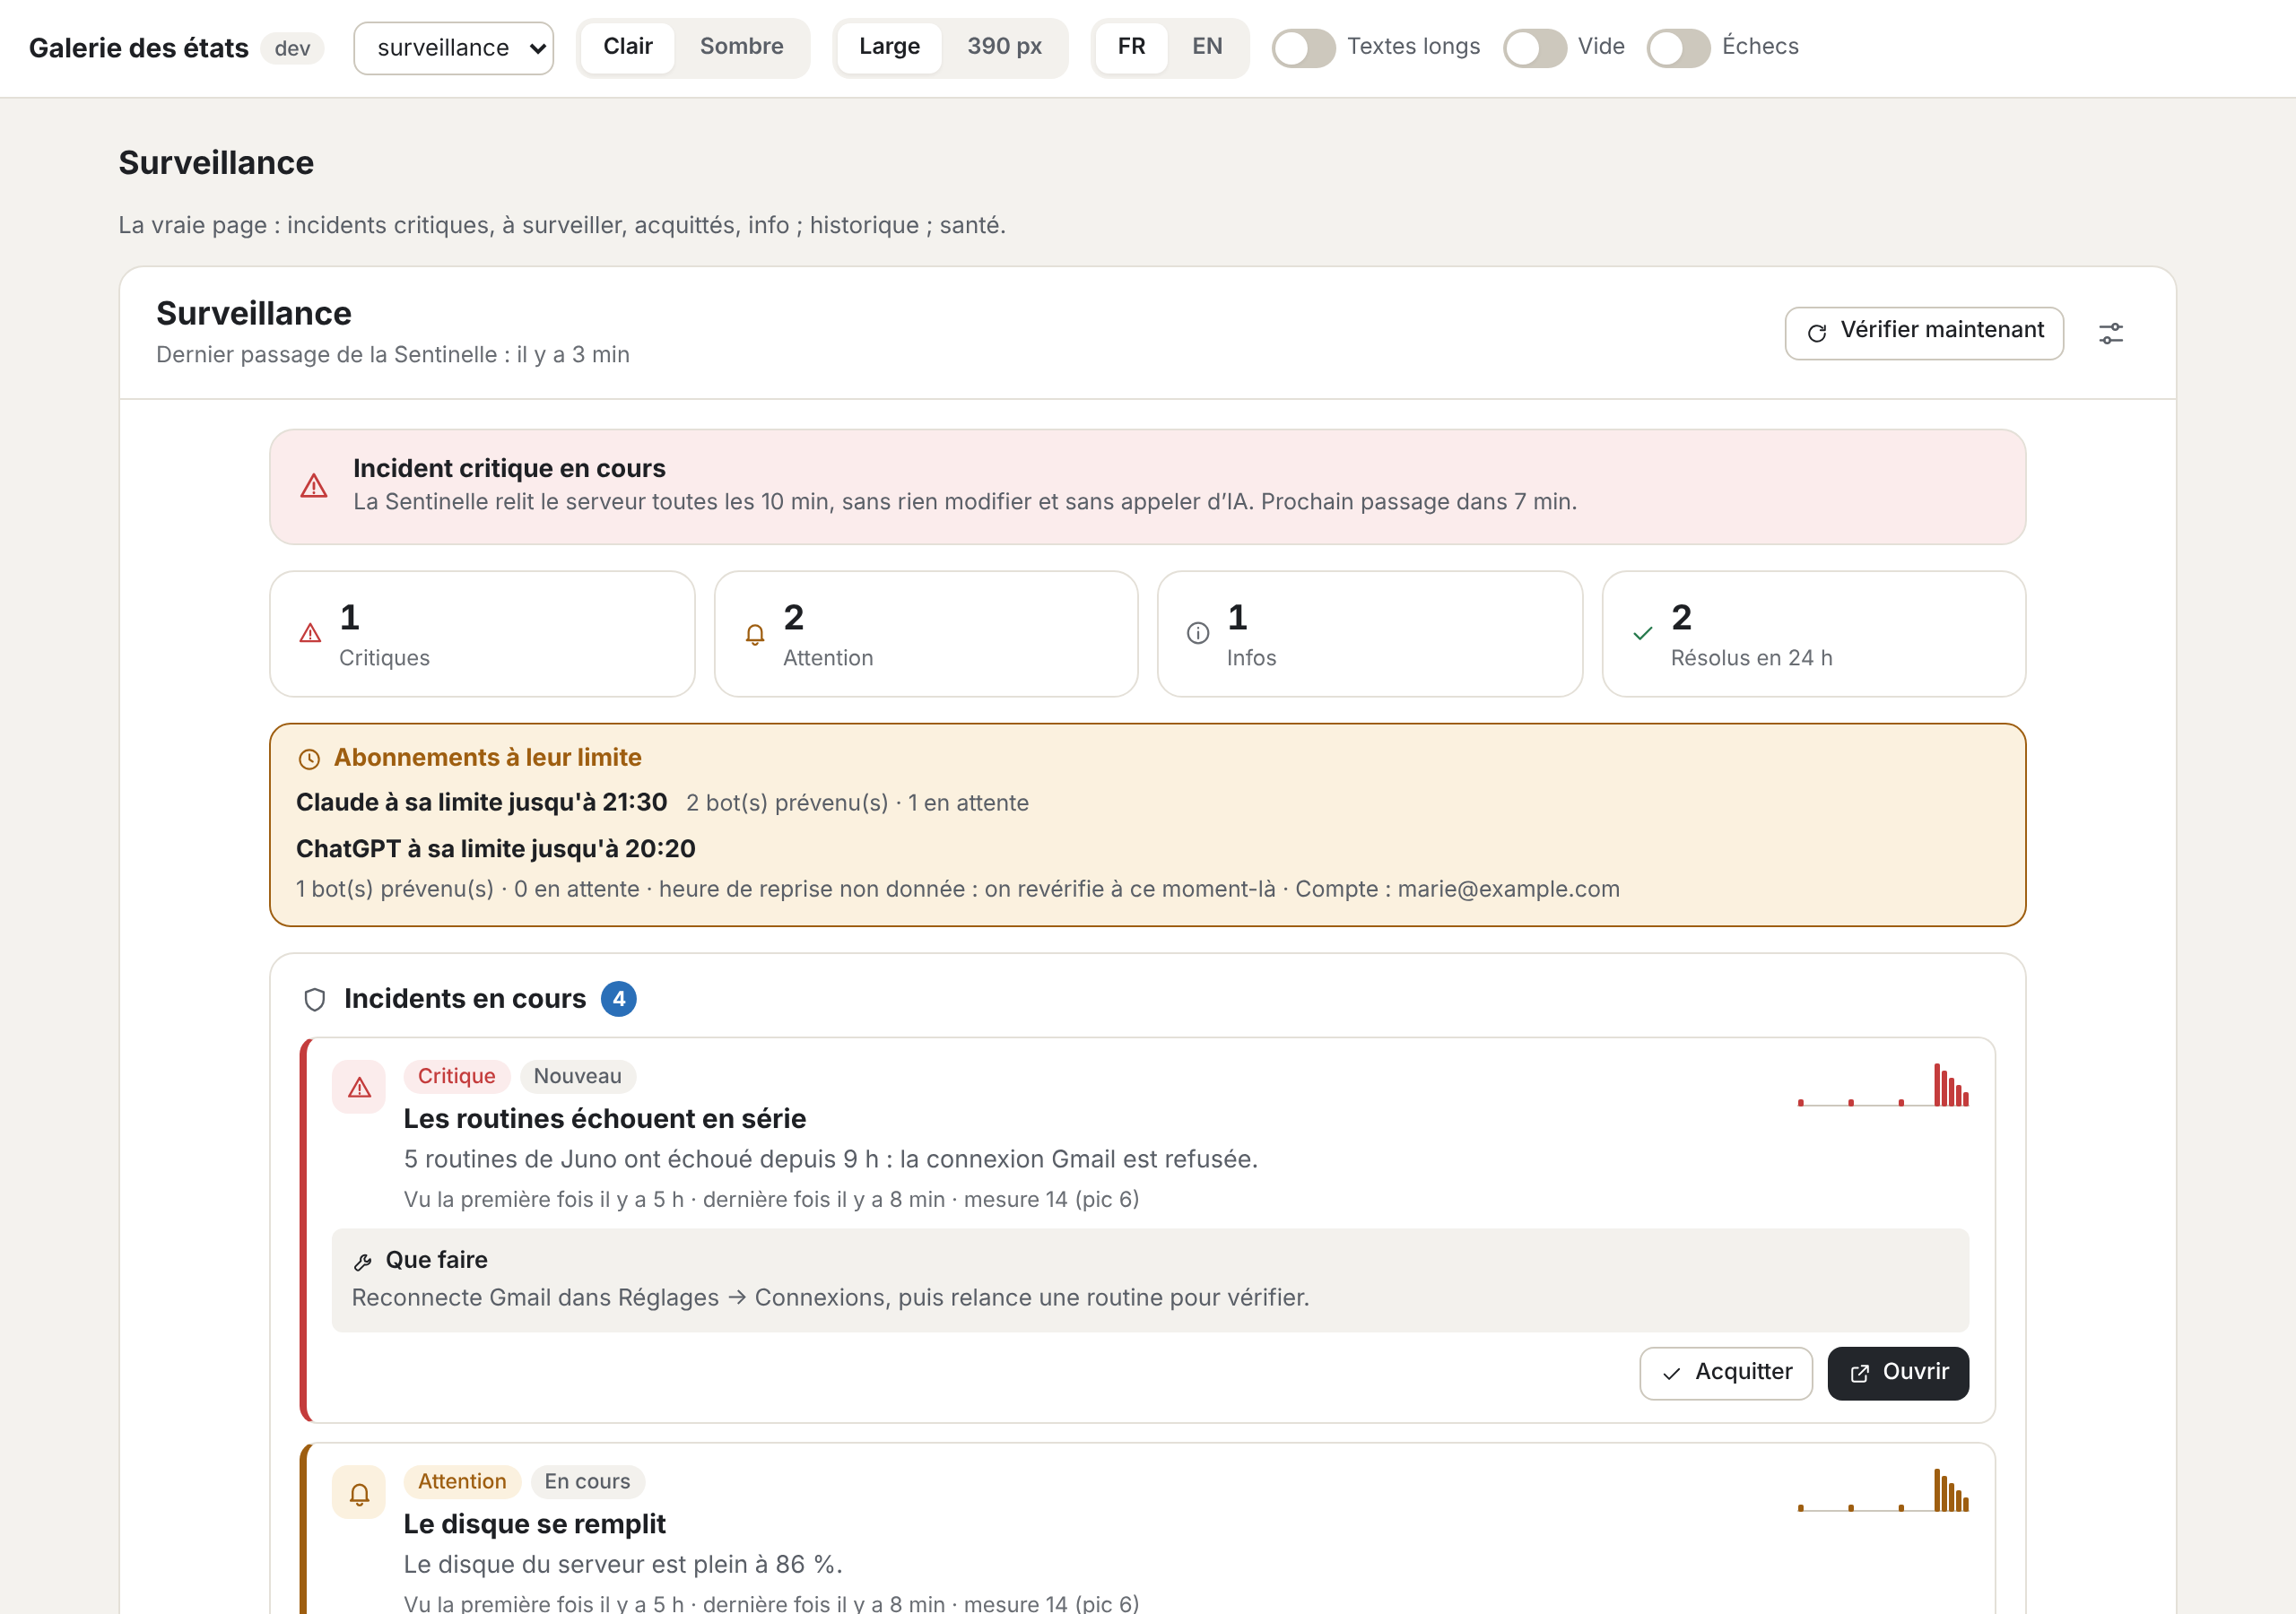 Galerie des états dev surveillance Clair Sombre Large 390 px FR EN Textes longs Vide Échecs
Surveillance
La vraie page : incidents critiques, à surveiller, acquittés, info ; historique ; santé.
Surveillance
Dernier passage de la Sentinelle : il y a 3 min
Vérifier maintenant
Incident critique en cours
La Sentinelle relit le serveur toutes les 10 min, sans rien modifier et sans appeler d’IA. Prochain passage dans 7 min.
1
Critiques
2
Attention
1
Infos
2
Résolus en 24 h
Abonnements à leur limite
Claude à sa limite jusqu'à 21:30 2 bot(s) prévenu(s) · 1 en attente
ChatGPT à sa limite jusqu'à 20:20
1 bot(s) prévenu(s) · 0 en attente · heure de reprise non donnée : on revérifie à ce moment-là · Compte : marie@example.com
Incidents en cours 4
Critique Nouveau
Les routines échouent en série
5 routines de Juno ont échoué depuis 9 h : la connexion Gmail est refusée.
Vu la première fois il y a 5 h · dernière fois il y a 8 min · mesure 14 (pic 6)
Que faire
Reconnecte Gmail dans Réglages → Connexions, puis relance une routine pour vérifier.
Acquitter Ouvrir
Attention En cours
Le disque se remplit
Le disque du serveur est plein à 86 %.
Vu la première fois il y a 5 h · dernière fois il y a 8 min · mesure 14 (pic 6)